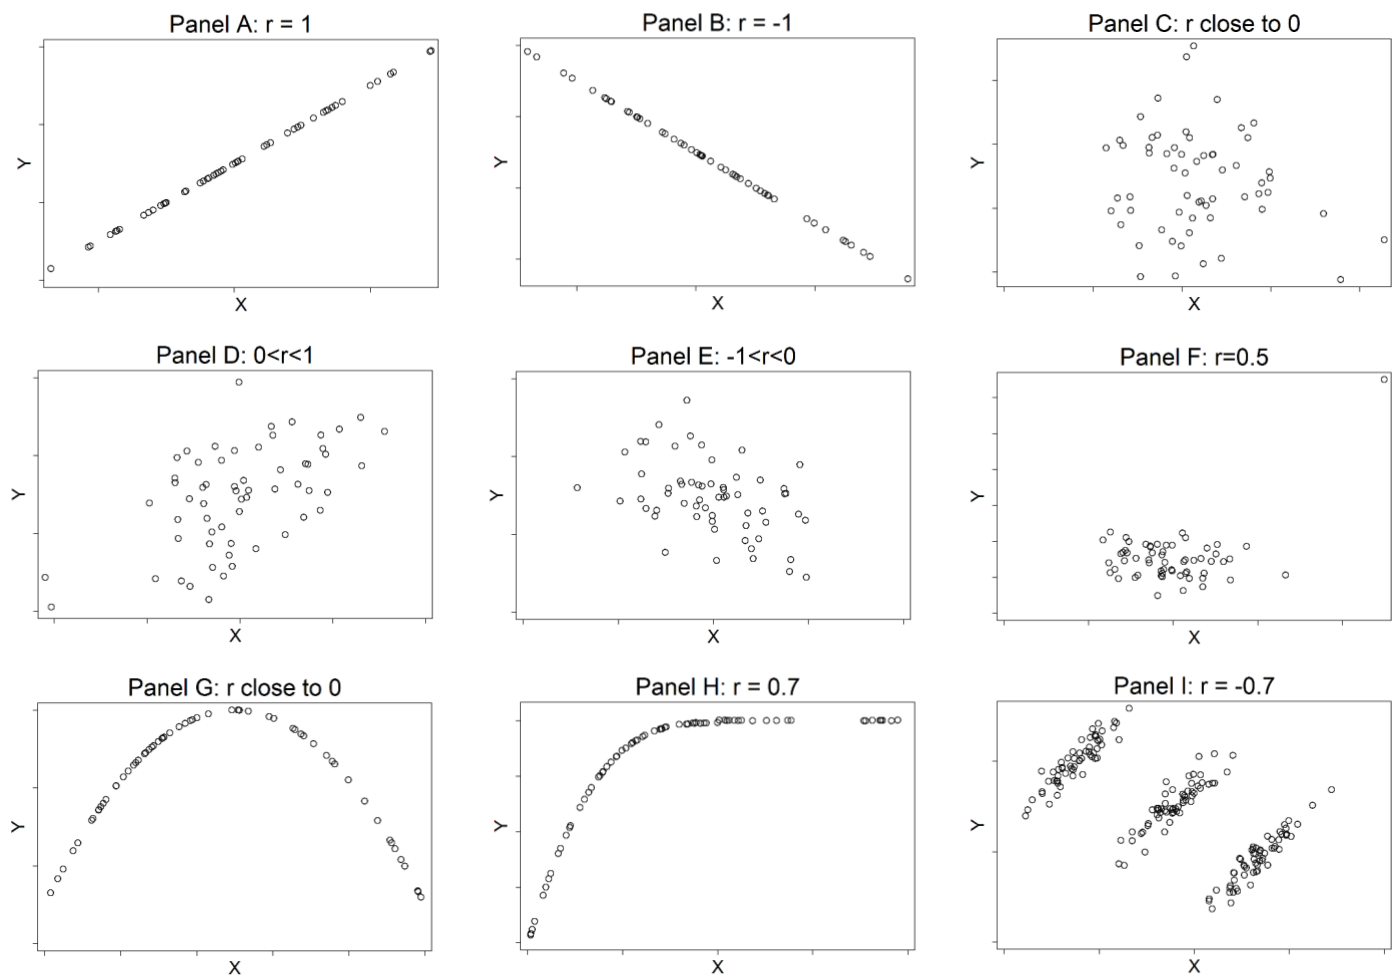 Panel A: r = 1
Panel B: r = -1
Panel C: r close to 0
Y
X
Y
X
Y
X
Panel D: 0<r<1
Panel E: -1<r<0
Panel F: r=0.5
Y
X
Y
X
Y
X
Panel G: r close to 0
Panel H: r = 0.7
Panel I: r = -0.7
Y
X
Y
X
Y
X